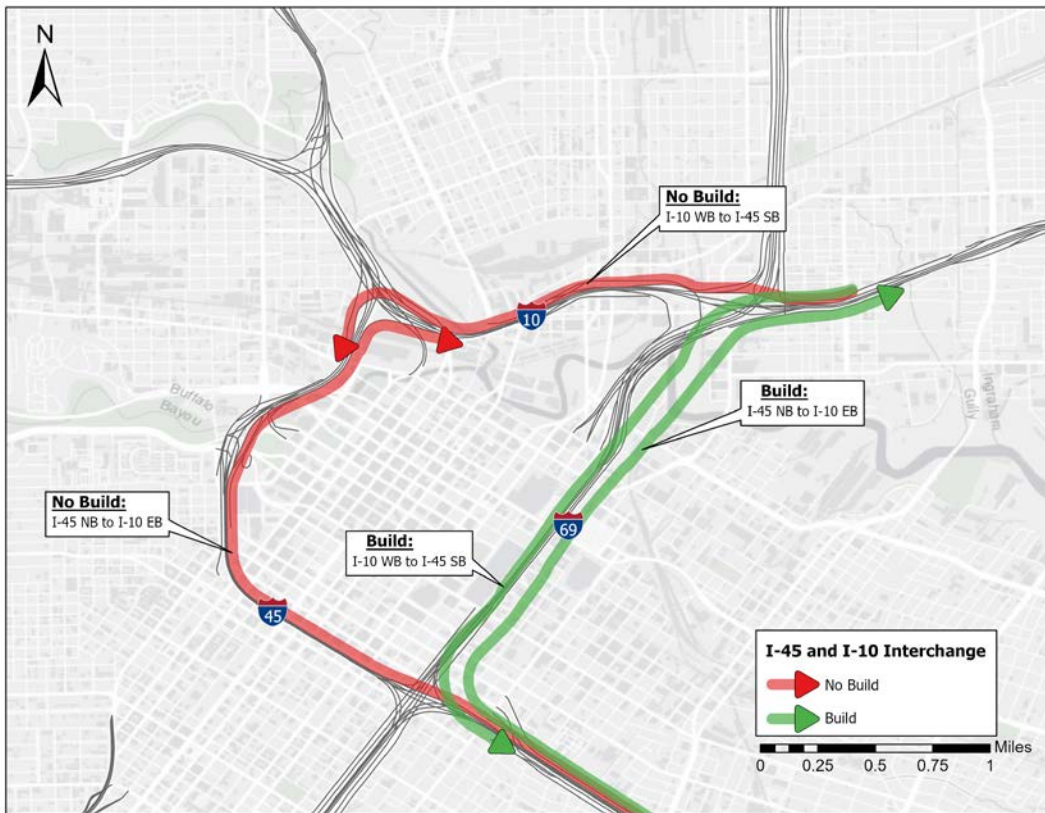 N
No Build:
I-10 WB to I-45 SB
10
Build:
I-45 NB to I-10 EB
Buffalo
Bayou
Ingraham
Gully
No Build:
I-45 NB to I-10 EB
Build:
I-10 WB to I-45 SB
69
45
I-45 and I-10 Interchange
No Build
Build
Miles
0 0.25 0.5 0.75 1